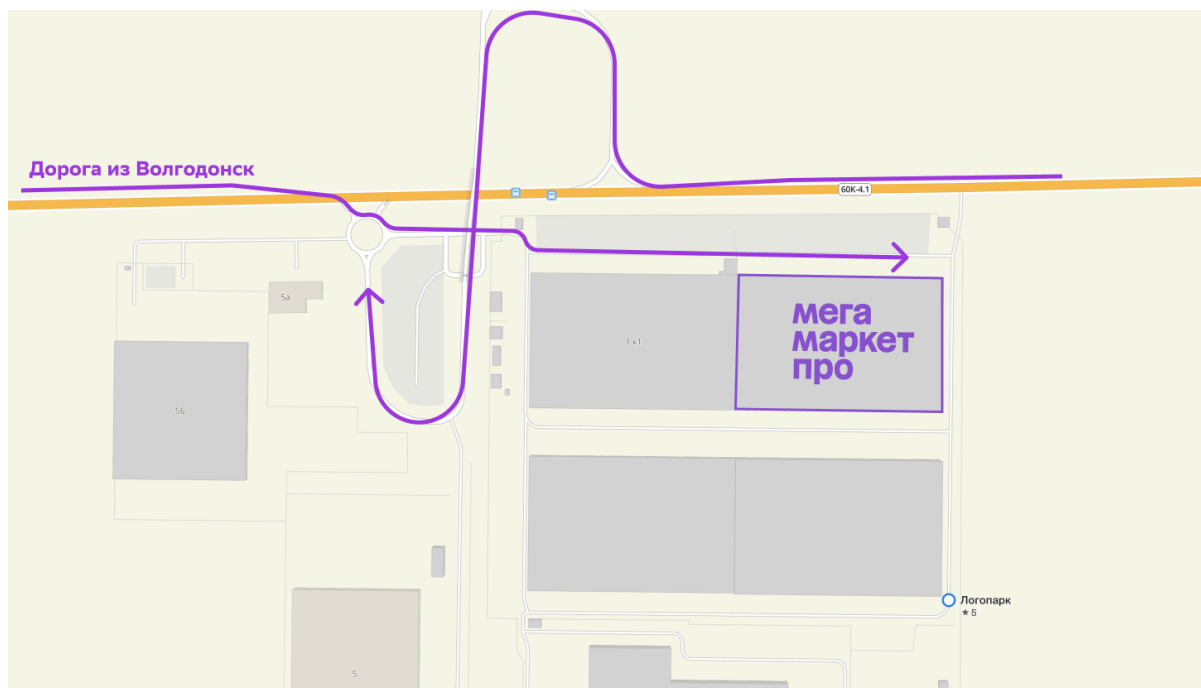 Дорога из Волгодонск
60К-4.1
5а
1 к1
мега
маркет
про
5б
Логопарк
★ 5
5